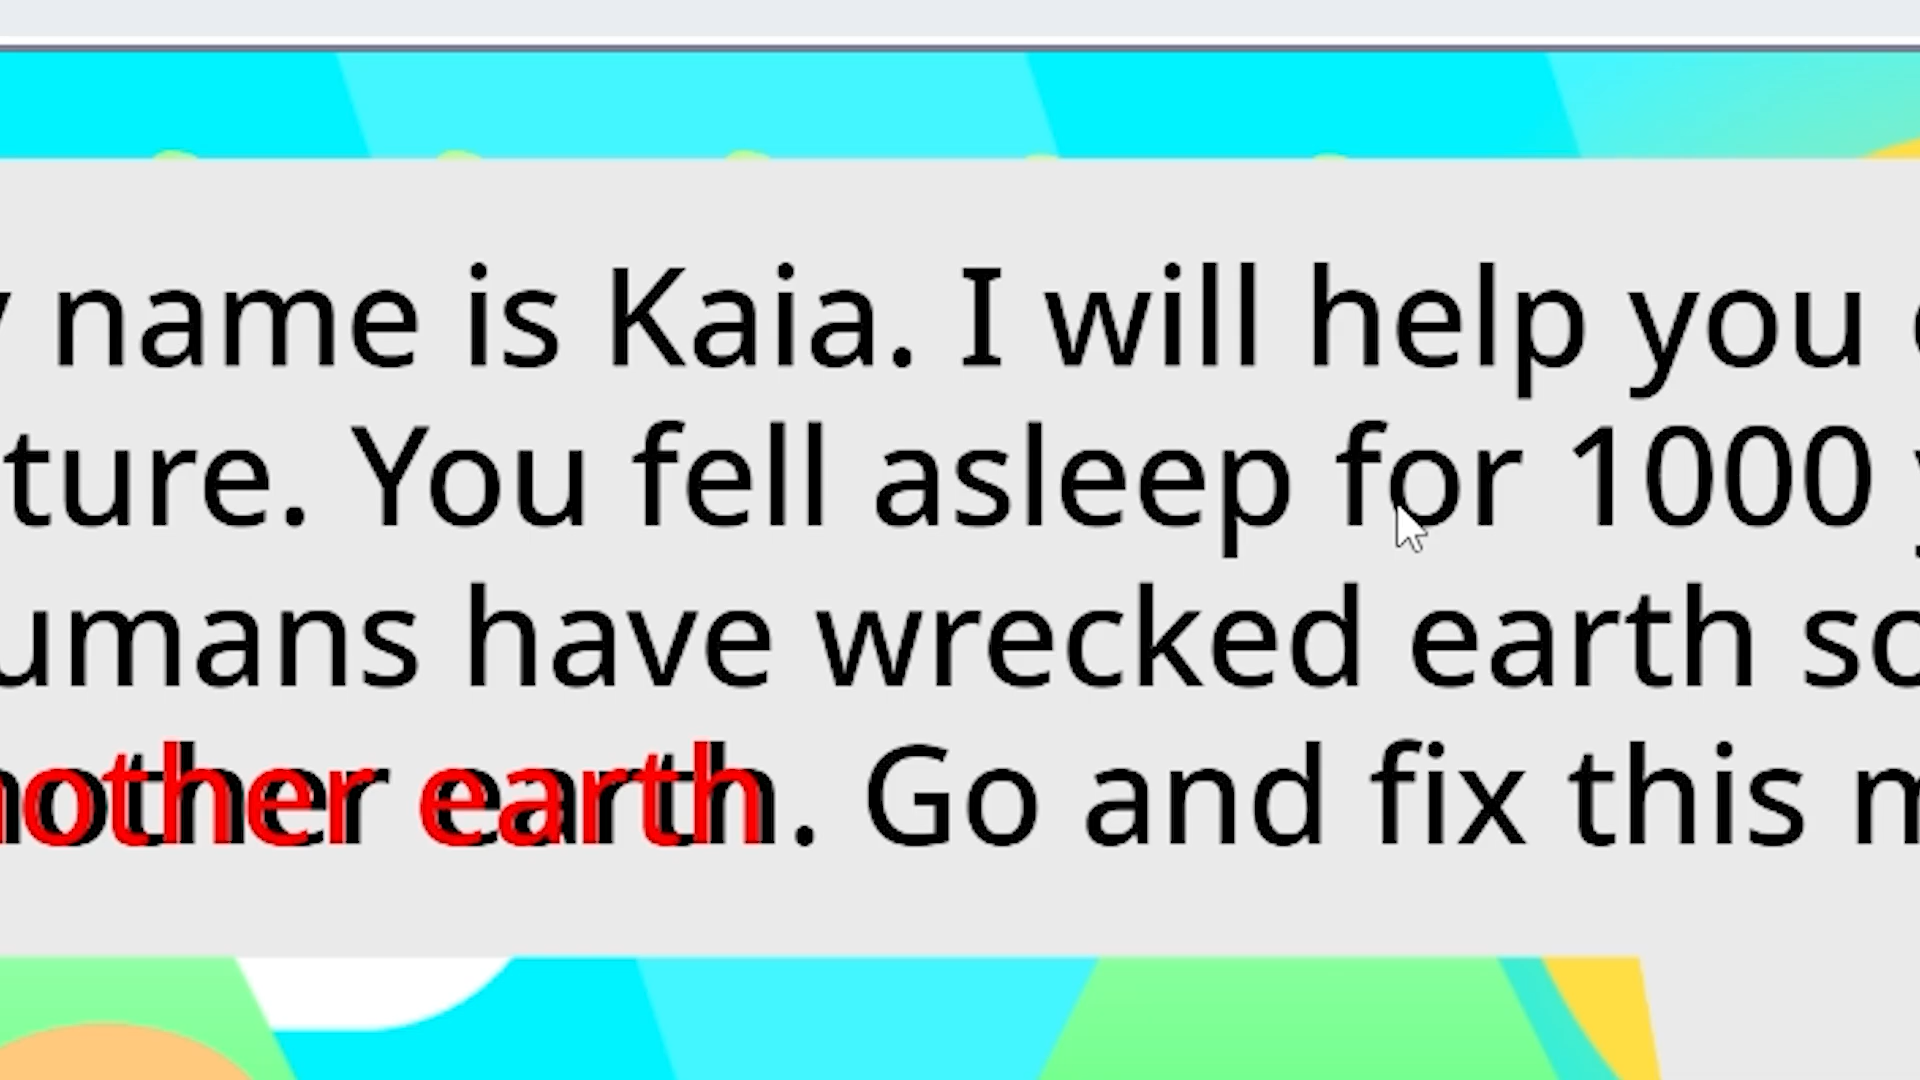 name is Kaia. I will help you
ture. You fell asleep for 1000
umans have wrecked earth so
other earth. Go and fix this